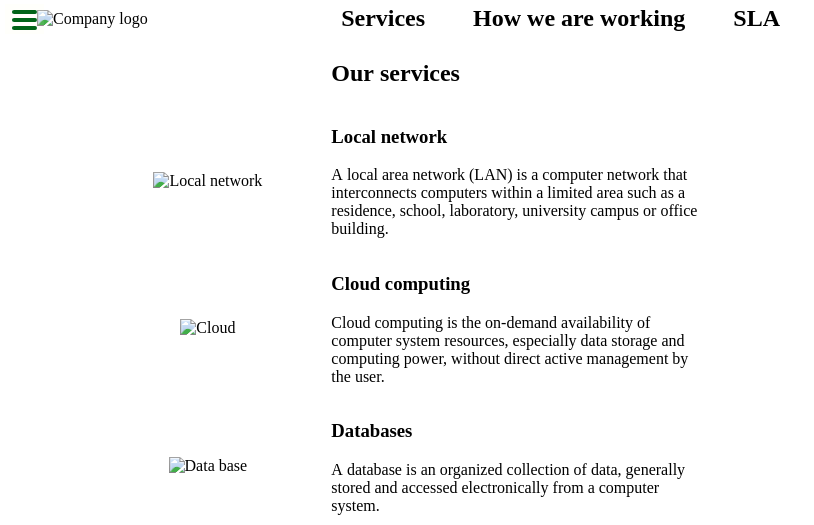 Company logo
Services
How we are working
SLA
Our services
Local network
Local network
A local area network (LAN) is a computer network that
interconnects computers within a limited area such as a
residence, school, laboratory, university campus or office
building.
Cloud
Cloud computing
Cloud computing is the on-demand availability of
computer system resources, especially data storage and
computing power, without direct active management by
the user.
Data base
Databases
A database is an organized collection of data, generally
stored and accessed electronically from a computer
system.